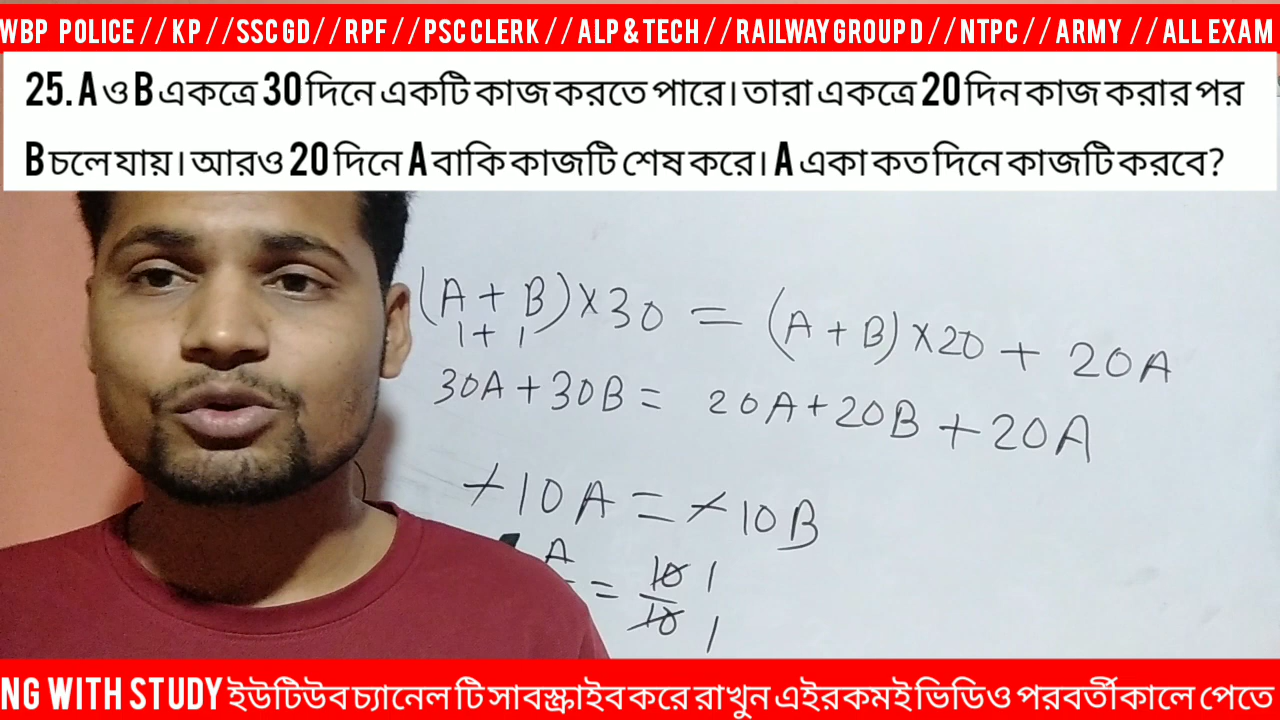 WBP POLICE // KP // SSC GD // RPF // PSC CLERK // ALP & TECH // RAILWAY GROUP D // NTPC // ARMY // ALL EXAM
25. A ও B একত্রে 30 দিনে একটি কাজ করতে পারে। তারা একত্রে 20 দিন কাজ করার পর
B চলে যায়। আরও 20 দিনে A বাকি কাজটি শেষ করে। A একা কত দিনে কাজটি করবে?
(A + B) × 30 = (A + B) × 20 + 20A
1 + 1
30A + 30B = 20A + 20B + 20A
-10A = -10B
A = 10 1
10 1
NG WITH STUDY ইউটিউব চ্যানেল টি সাবস্ক্রাইব করে রাখুন এইরকমই ভিডিও পরবর্তীকালে পেতে